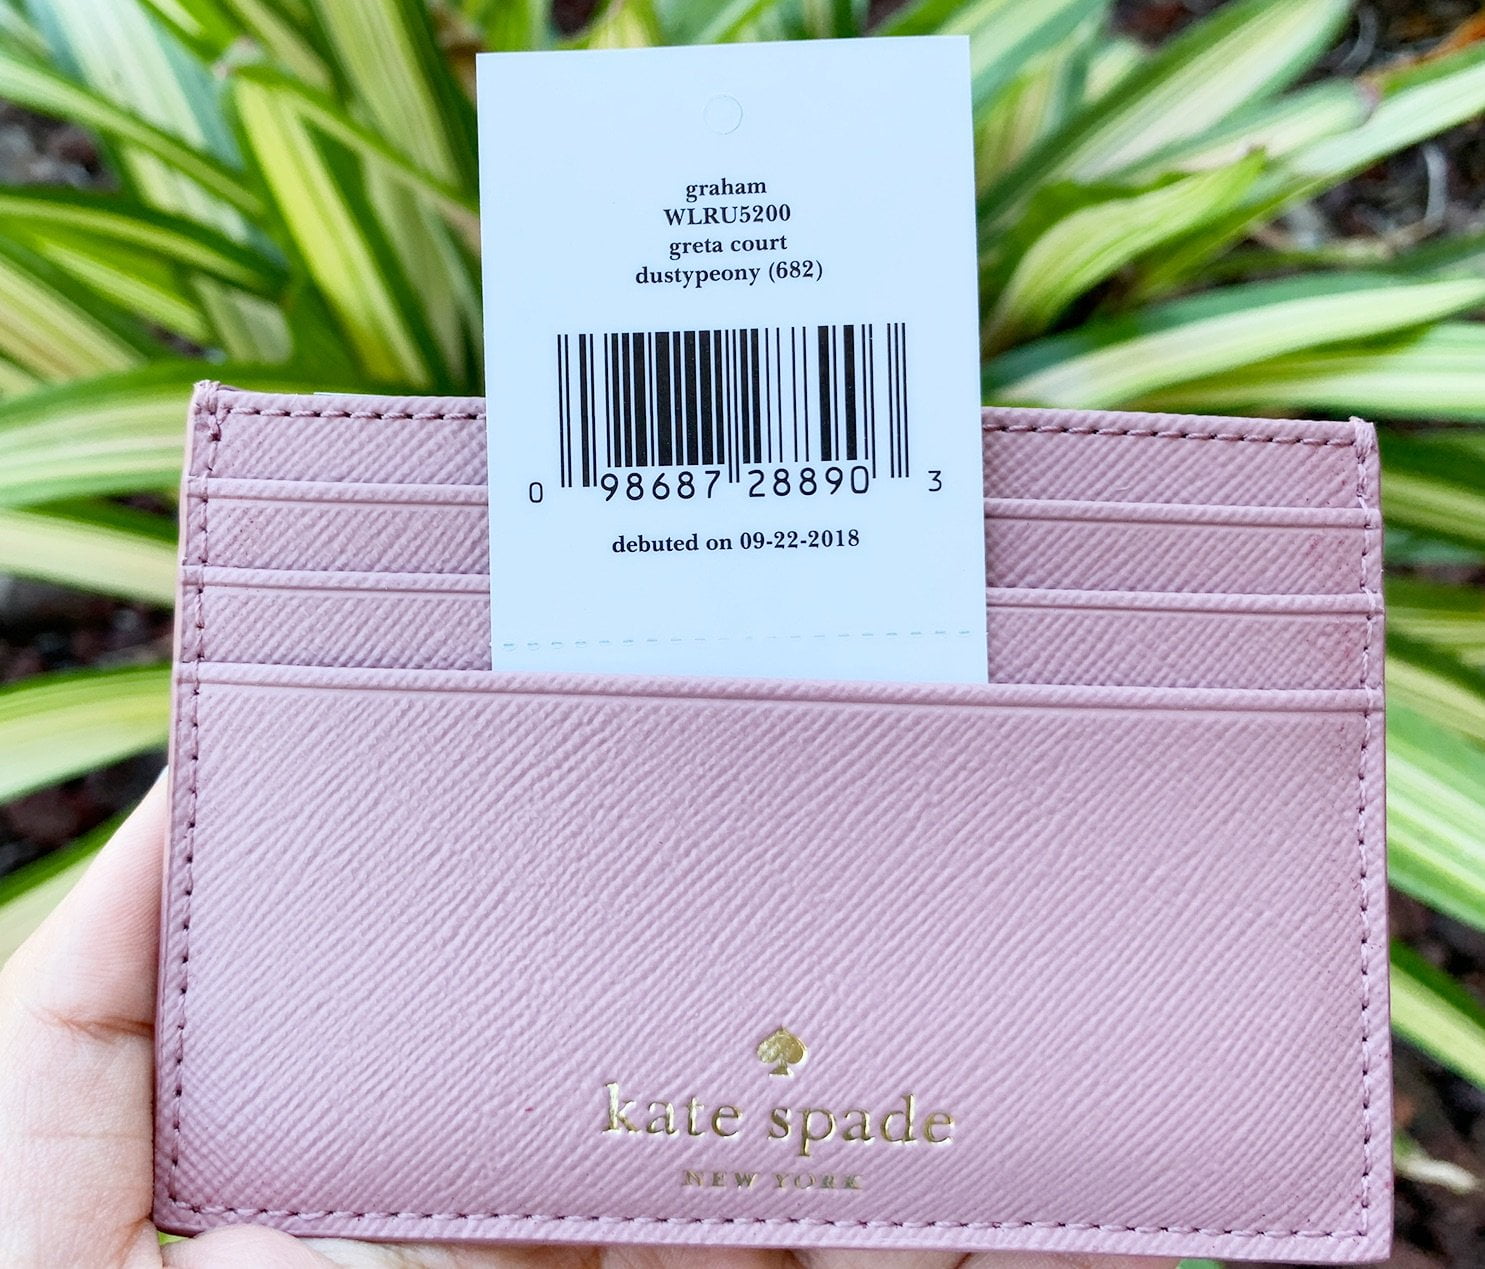 graham
WLRU5200
greta court
dustypeony (682)
0 98687 28890 3
debuted on 09-22-2018
kate spade
NEW YORK